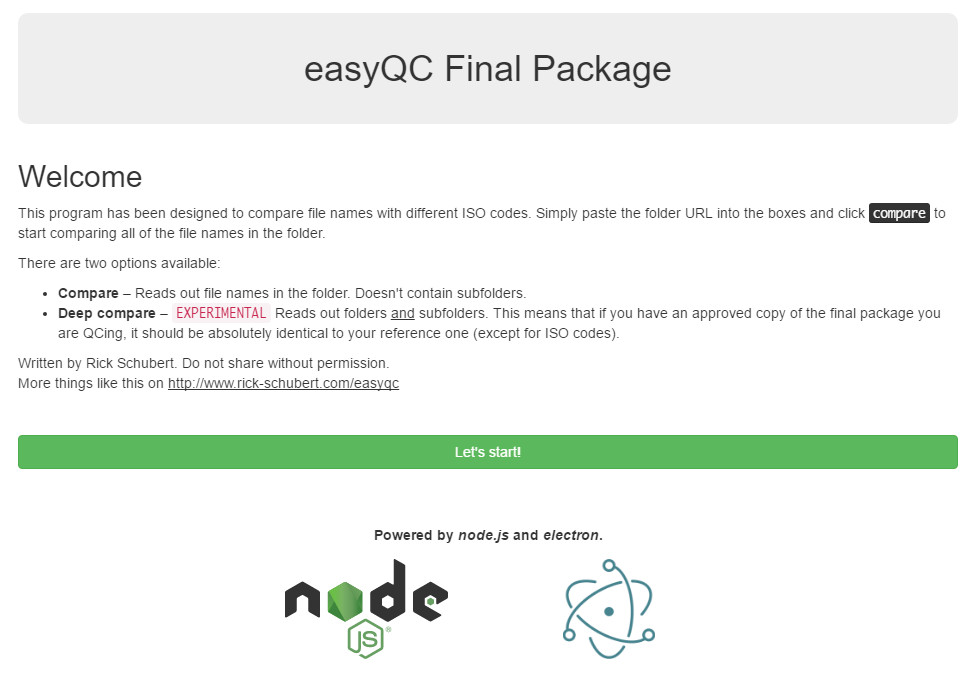 easyQC Final Package
Welcome
This program has been designed to compare file names with different ISO codes. Simply paste the folder URL into the boxes and click compare to
start comparing all of the file names in the folder.
There are two options available:
• Compare – Reads out file names in the folder. Doesn't contain subfolders.
• Deep compare – EXPERIMENTAL Reads out folders and subfolders. This means that if you have an approved copy of the final package you
are QCing, it should be absolutely identical to your reference one (except for ISO codes).
Written by Rick Schubert. Do not share without permission.
More things like this on http://www.rick-schubert.com/easyqc
Let's start!
Powered by node.js and electron.
node
JS®